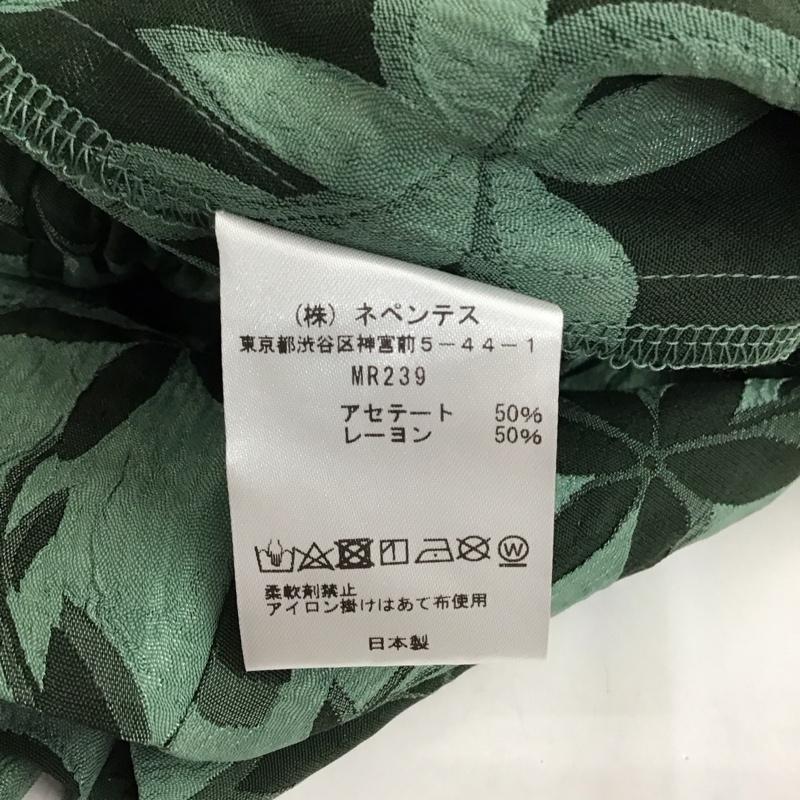 (株) ネペンテス
東京都渋谷区神宮前5-44-1
MR239
アセテート 50%
レーヨン 50%
W
柔軟剤禁止
アイロン掛けはあて布使用
日本製